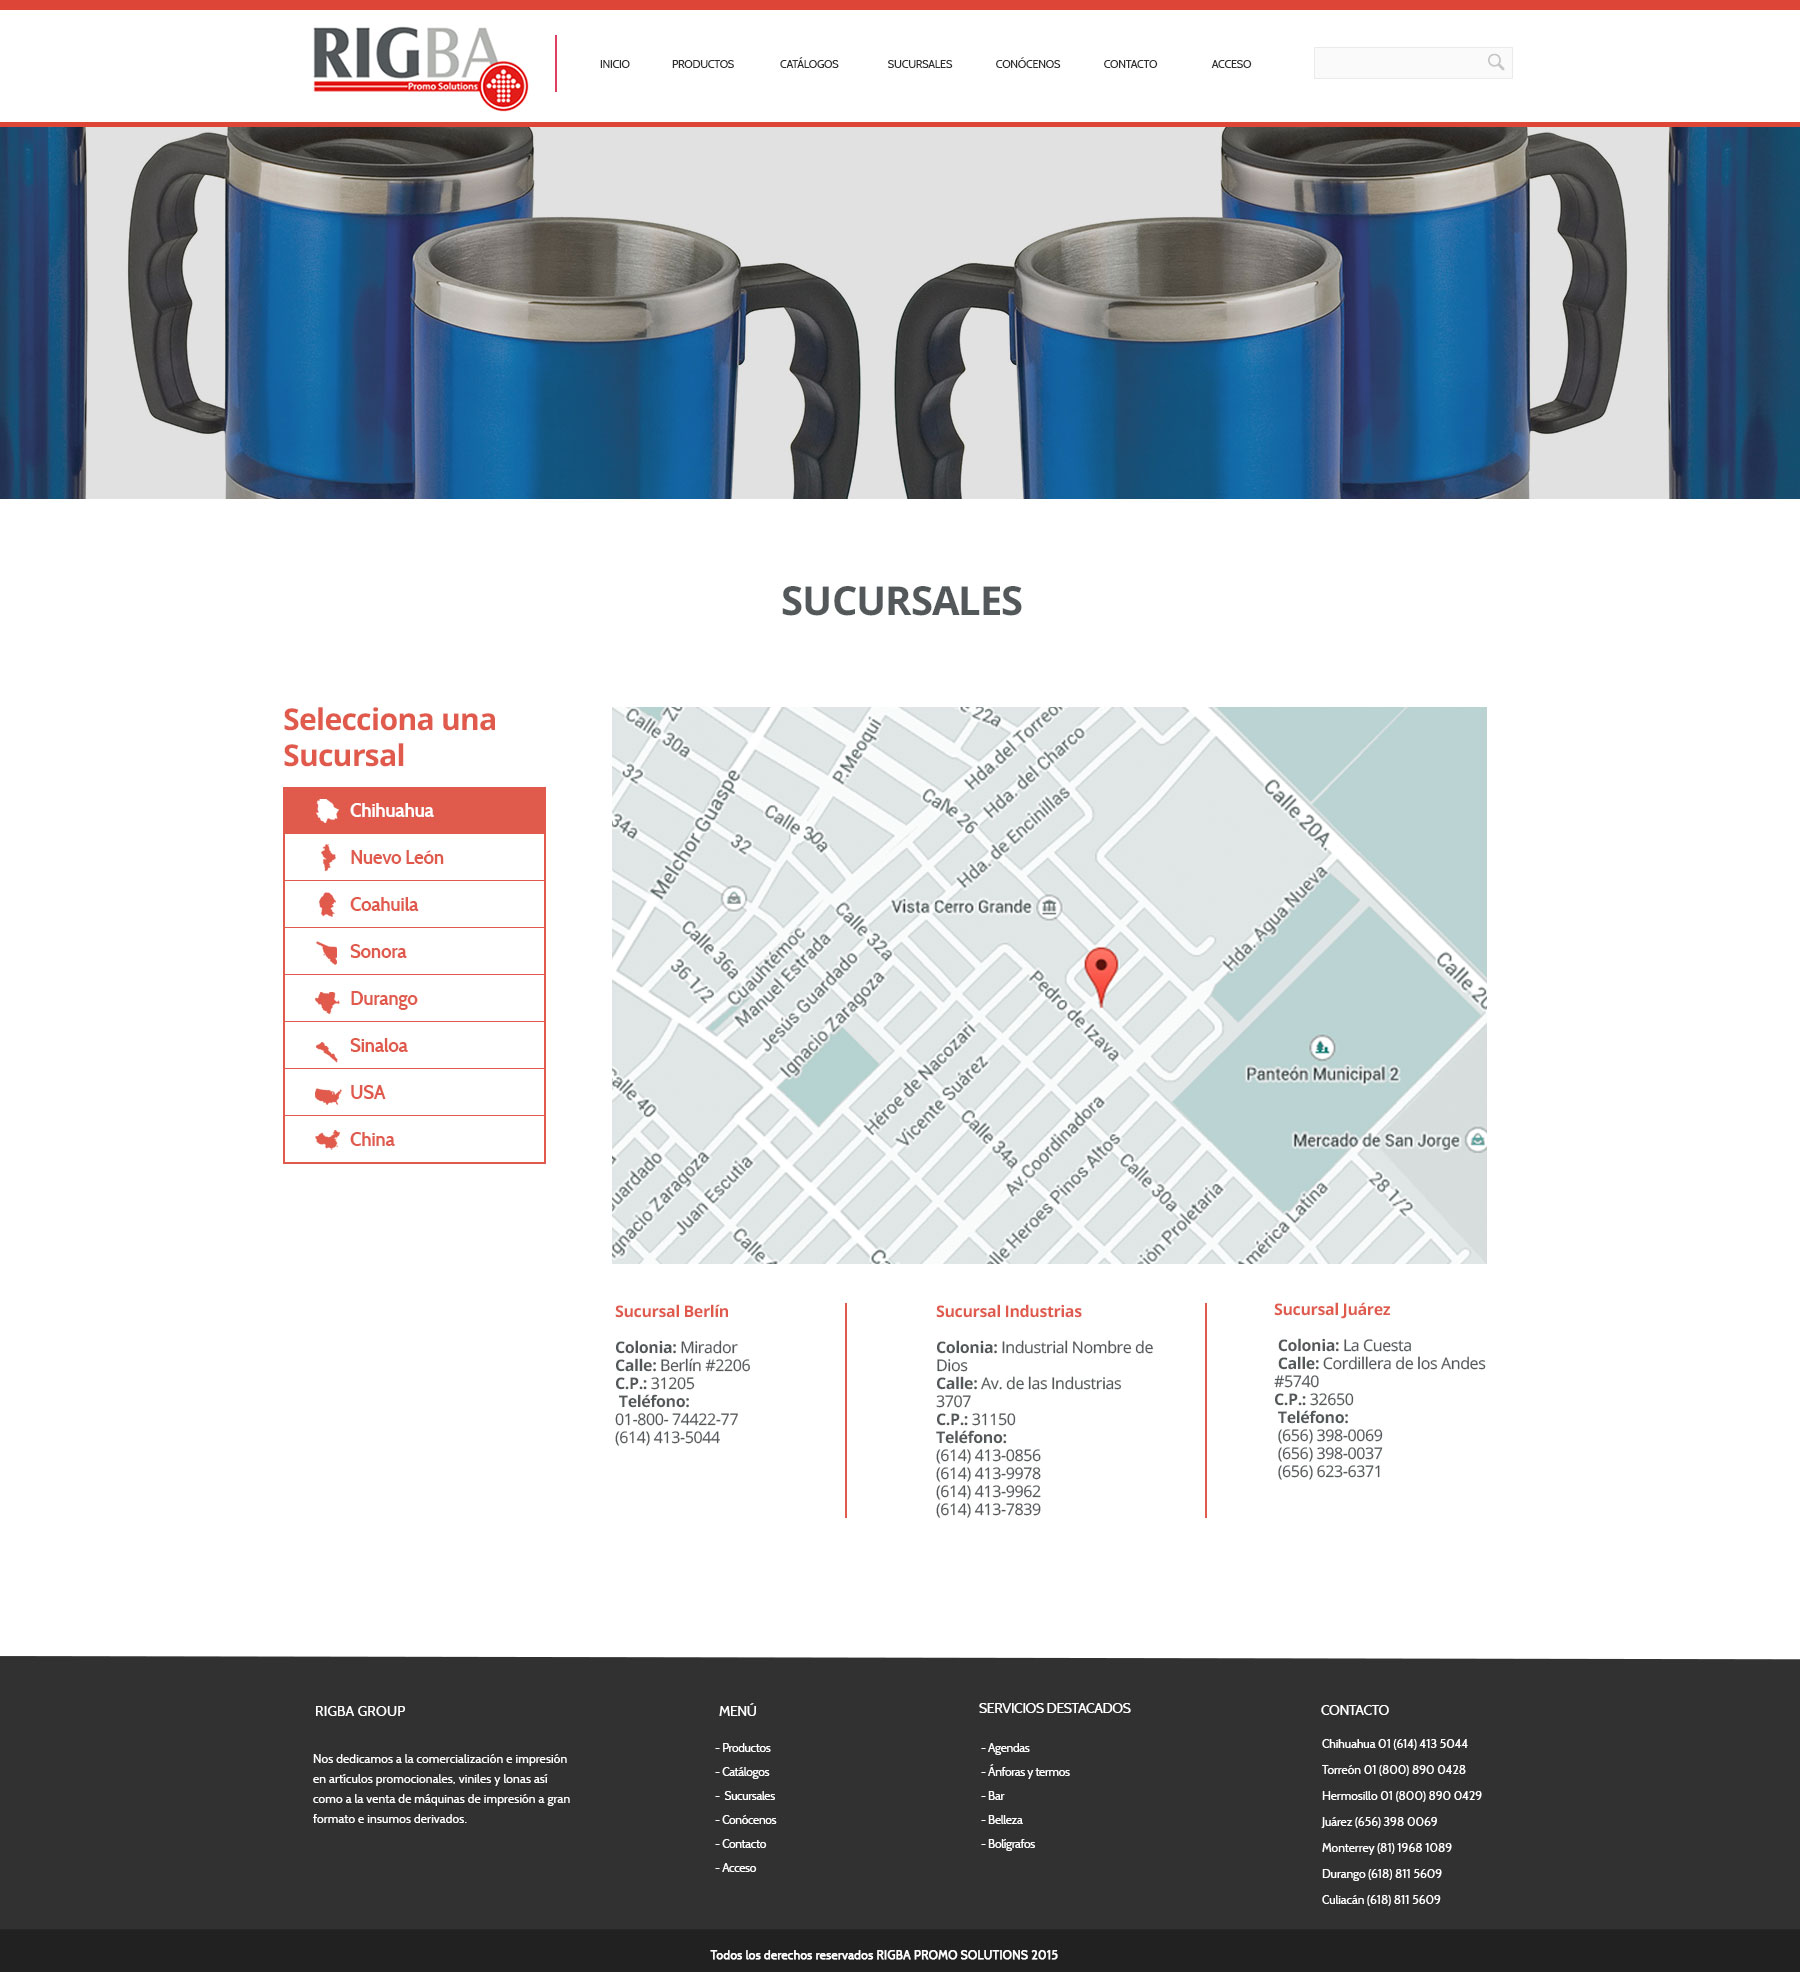 RIGBA
Promo Solutions
INICIO PRODUCTOS CATÁLOGOS SUCURSALES CONÓCENOS CONTACTO ACCESO
SUCURSALES
Selecciona una
Sucursal
Chihuahua
Nuevo León
Coahuila
Sonora
Durango
Sinaloa
USA
China
Calle 30a
P.Meoqui
22a
Hda.del Torreo
Hda. del Charco
32
Melchor Guaspe
34a
Calle 30a
32
Calle 26
Hda. de Encinillas
Calle 20A.
Vista Cerro Grande
Calle 32a
Hda. Agua Nueva
Calle 36a
36 1/2
Cuauhtémoc
Manuel Estrada
Jesús Guardado
Ignacio Zaragoza
Pedro de Izava
Calle 20
Panteón Municipal 2
Calle 40
Héroe de Nacozari
Vicente Suárez
Calle 34a
Av.Coordinadora
Mercado de San Jorge
uardado
Ignacio Zaragoza
Juan Escutia
Calle
alle Heroes Pinos Altos
Calle 30a
ión Proletaria
América Latina
28 1/2
Sucursal Berlín
Colonia: Mirador
Calle: Berlín #2206
C.P.: 31205
Teléfono:
01-800- 74422-77
(614) 413-5044
Sucursal Industrias
Colonia: Industrial Nombre de
Dios
Calle: Av. de las Industrias
3707
C.P.: 31150
Teléfono:
(614) 413-0856
(614) 413-9978
(614) 413-9962
(614) 413-7839
Sucursal Juárez
Colonia: La Cuesta
Calle: Cordillera de los Andes
#5740
C.P.: 32650
Teléfono:
(656) 398-0069
(656) 398-0037
(656) 623-6371
RIGBA GROUP
Nos dedicamos a la comercialización e impresión
en artículos promocionales, viniles y lonas así
como a la venta de máquinas de impresión a gran
formato e insumos derivados.
MENÚ
- Productos
- Catálogos
- Sucursales
- Conócenos
- Contacto
- Acceso
SERVICIOS DESTACADOS
- Agendas
- Ánforas y termos
- Bar
- Belleza
- Bolígrafos
CONTACTO
Chihuahua 01 (614) 413 5044
Torreón 01 (800) 890 0428
Hermosillo 01 (800) 890 0429
Juárez (656) 398 0069
Monterrey (81) 1968 1089
Durango (618) 811 5609
Culiacán (618) 811 5609
Todos los derechos reservados RIGBA PROMO SOLUTIONS 2015